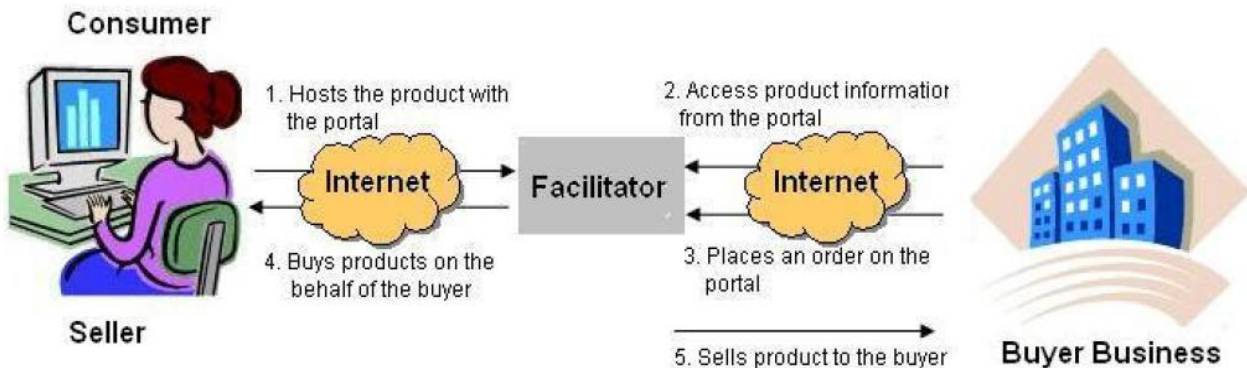 Consumer
1. Hosts the product with
the portal
2. Access product information
from the portal
Internet
Facilitator
Internet
4. Buys products on the
behalf of the buyer
3. Places an order on the
portal
Seller
5. Sells product to the buyer
Buyer Business